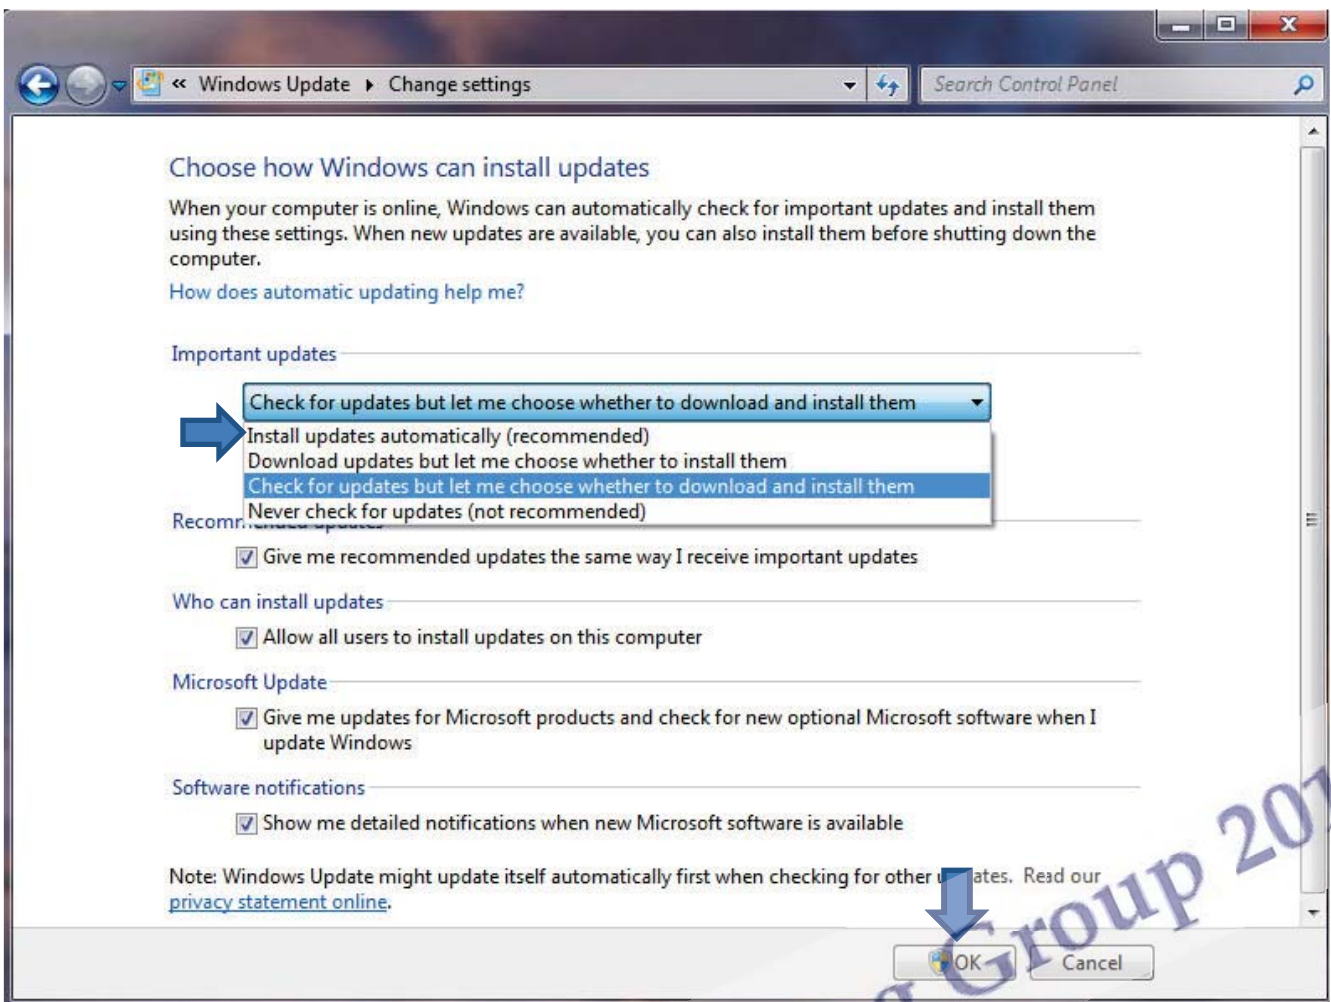 « Windows Update ▸ Change settings
Search Control Panel
Choose how Windows can install updates
When your computer is online, Windows can automatically check for important updates and install them
using these settings. When new updates are available, you can also install them before shutting down the
computer.
How does automatic updating help me?
Important updates
Check for updates but let me choose whether to download and install them
Install updates automatically (recommended)
Download updates but let me choose whether to install them
Check for updates but let me choose whether to download and install them
Never check for updates (not recommended)
Give me recommended updates the same way I receive important updates
Who can install updates
Allow all users to install updates on this computer
Microsoft Update
Give me updates for Microsoft products and check for new optional Microsoft software when I
update Windows
Software notifications
Show me detailed notifications when new Microsoft software is available
Note: Windows Update might update itself automatically first when checking for other Read our
privacy statement online.
OK Cancel
Group